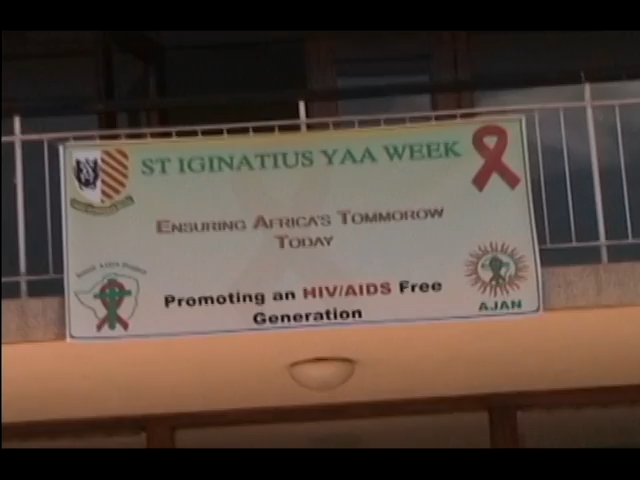 ST IGINATIUS YAA WEEK
ENSURING AFRICA'S TOMMOROW
TODAY
Promoting an HIV/AIDS Free
Generation
AJAN